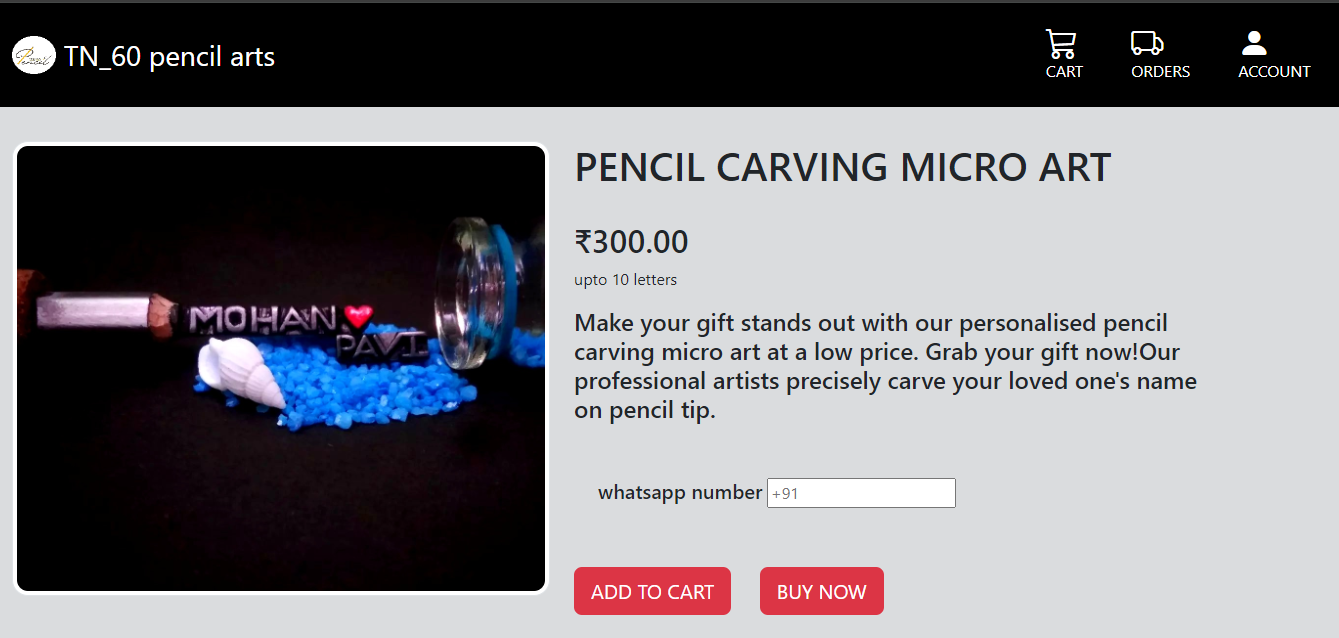 TN_60 pencil arts
CART
ORDERS
ACCOUNT
PENCIL CARVING MICRO ART
₹300.00
upto 10 letters
Make your gift stands out with our personalised pencil
carving micro art at a low price. Grab your gift now!Our
professional artists precisely carve your loved one's name
on pencil tip.
MOHAN
PAVI
whatsapp number +91
ADD TO CART
BUY NOW